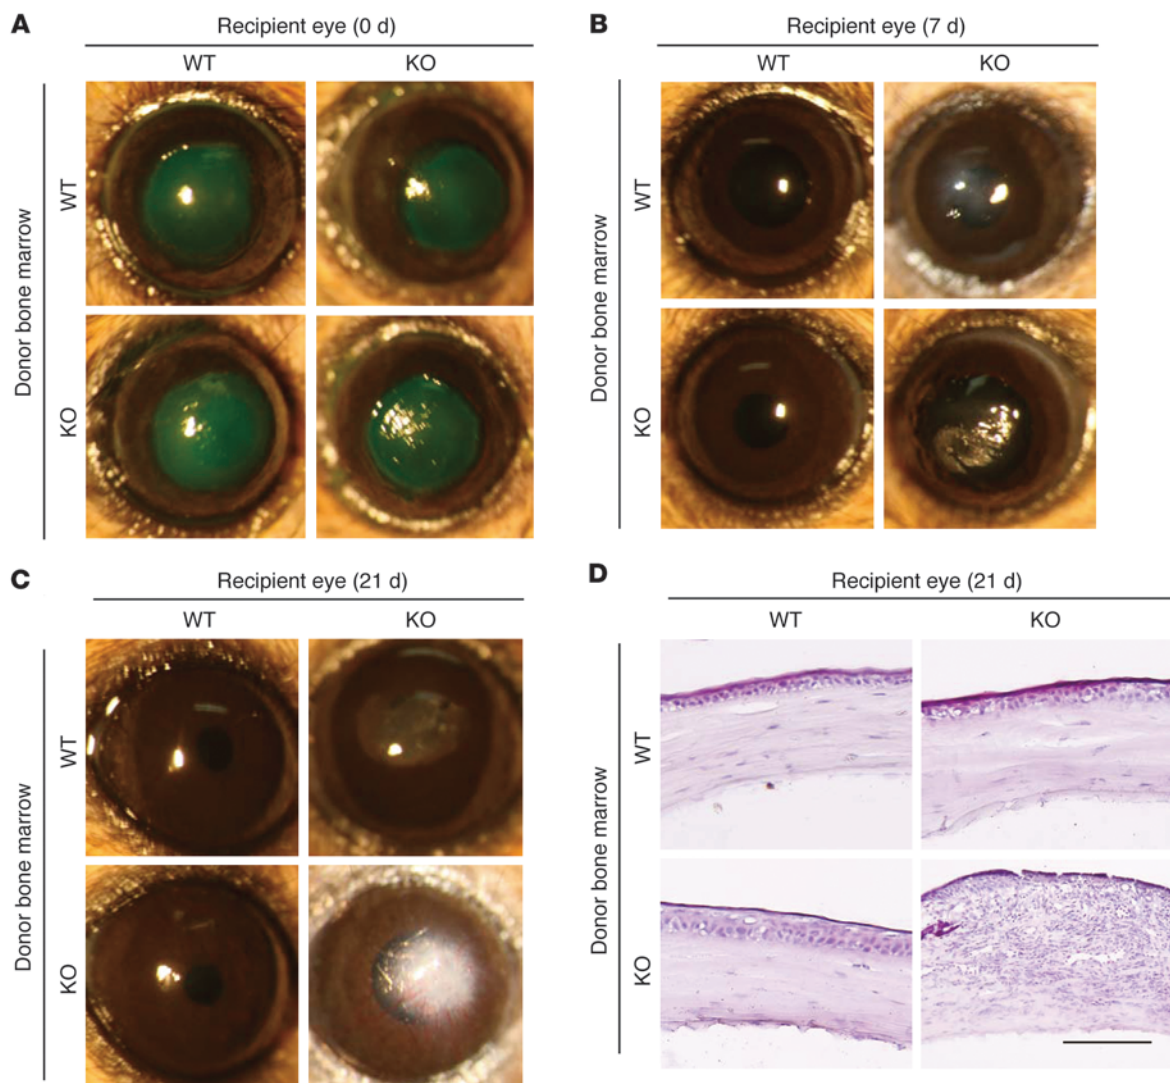 A
Recipient eye (0 d)
WT KO
Donor bone marrow
WT
KO
B
Recipient eye (7 d)
WT KO
Donor bone marrow
WT
KO
C
Recipient eye (21 d)
WT KO
Donor bone marrow
WT
KO
D
Recipient eye (21 d)
WT KO
Donor bone marrow
WT
KO